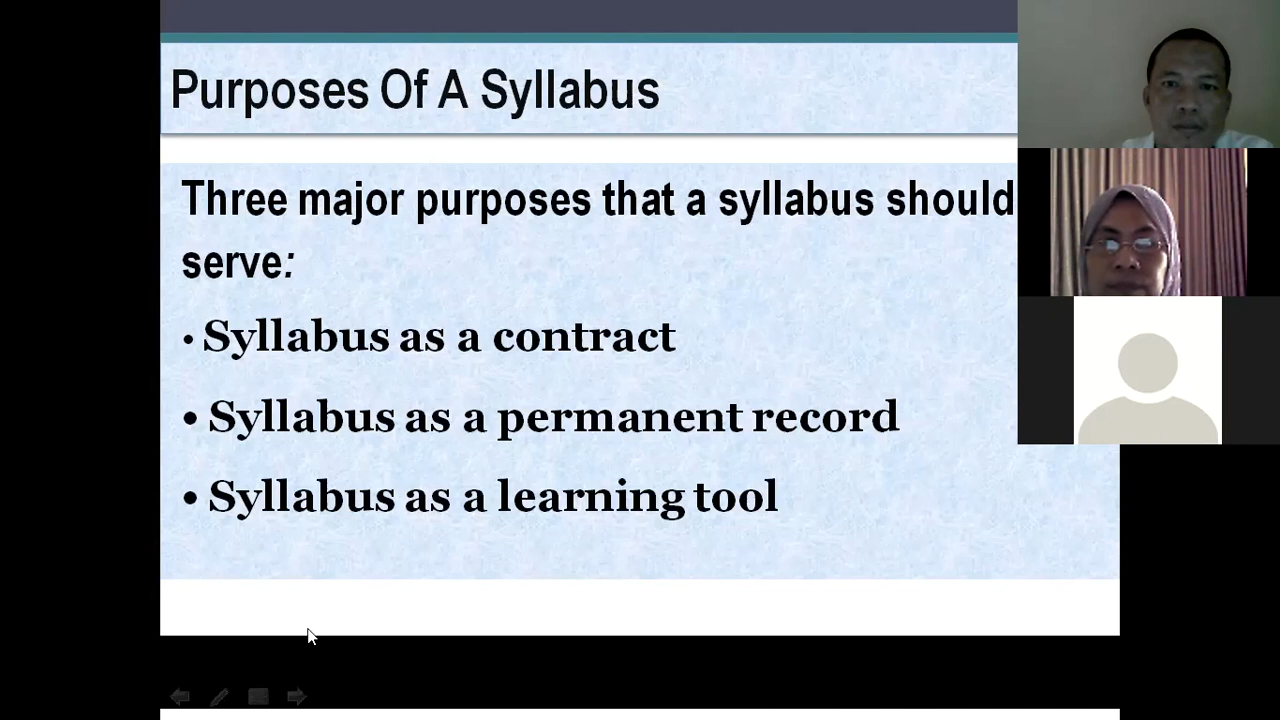 Purposes Of A Syllabus
Three major purposes that a syllabus should
serve:
• Syllabus as a contract
• Syllabus as a permanent record
• Syllabus as a learning tool